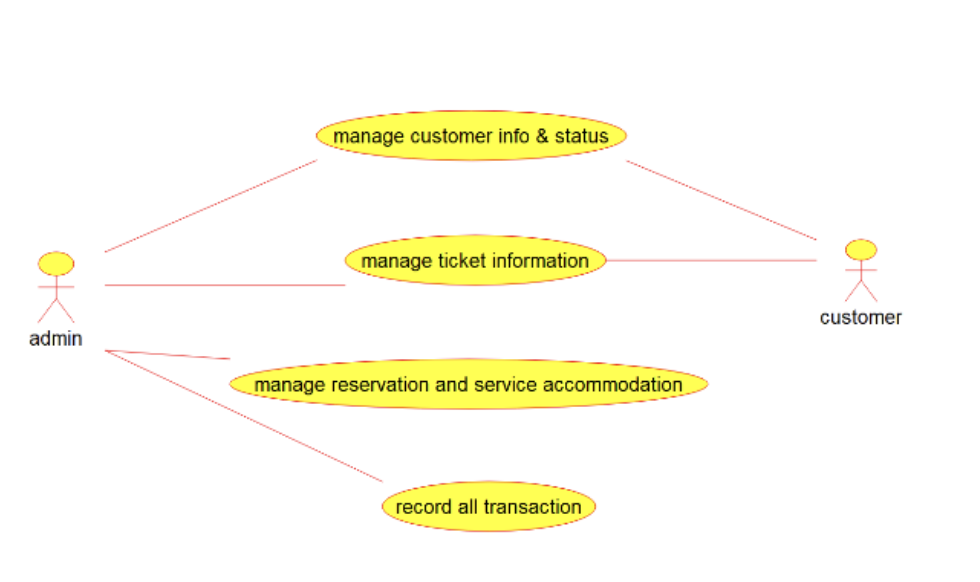 manage customer info & status
manage ticket information
admin
customer
manage reservation and service accommodation
record all transaction